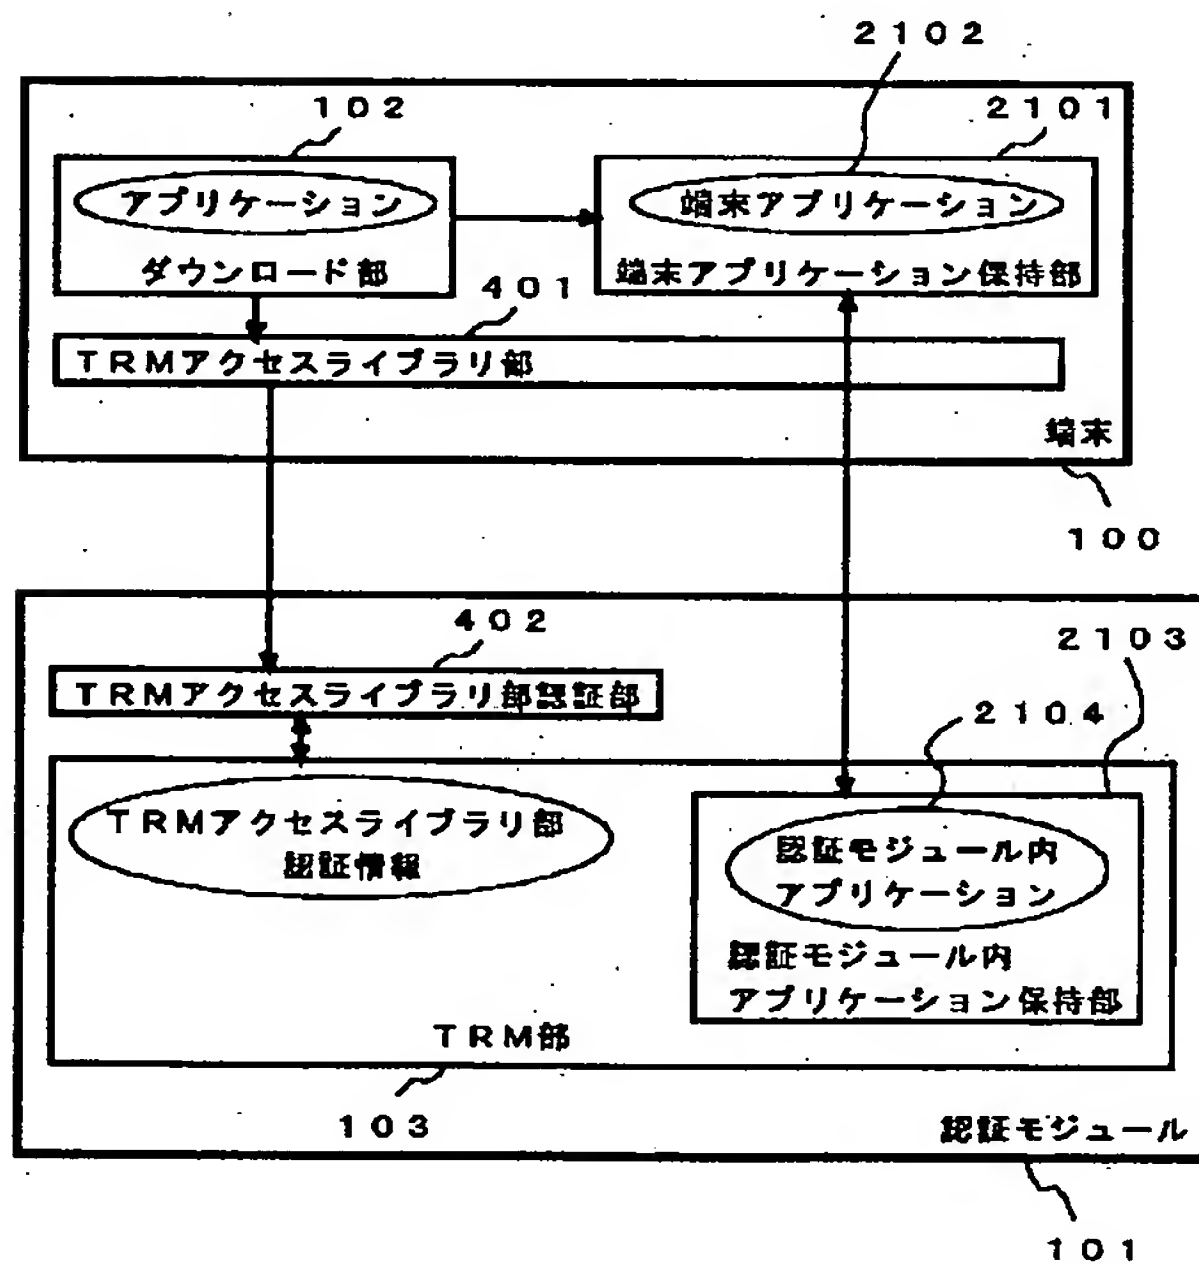 2102
102
2101
アプリケーション
ダウンロード部
端末アプリケーション
端末アプリケーション保持部
401
TRMアクセスライブラリ部
端末
100
402
TRMアクセスライブラリ部認証部
2103
2104
TRMアクセスライブラリ部
認証情報
認証モジュール内
アプリケーション
認証モジュール内
アプリケーション保持部
TRM部
103
認証モジュール
101